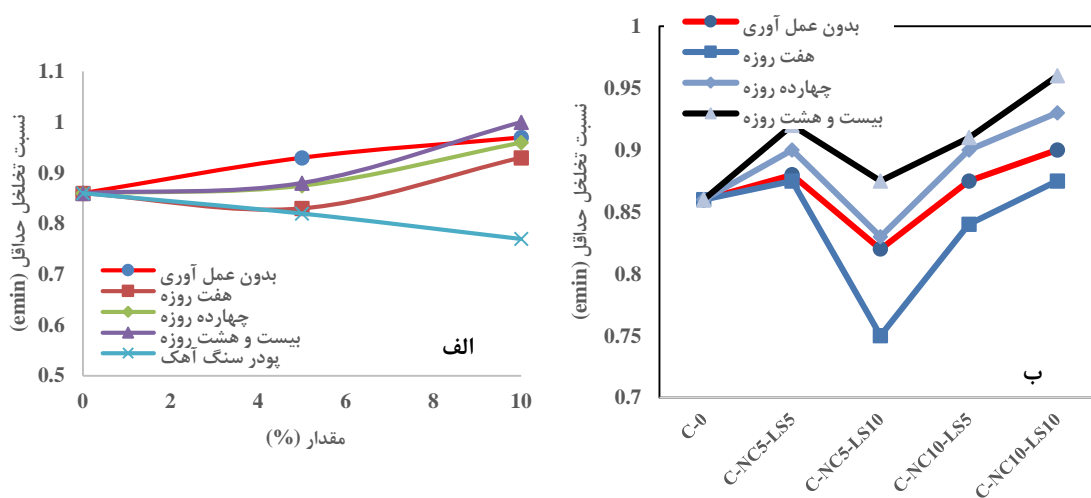 نسبت تخلخل حداقل (emin)
1.1
1
0.9
0.8
0.7
0.6
0.5
0 2 4 6 8 10
مقدار (%)
بدون عمل آوری
هفت روزه
چهارده روزه
بیست و هشت روزه
پودر سنگ آهک
الف
نسبت تخلخل حداقل (emin)
1
0.95
0.9
0.85
0.8
0.75
0.7
بدون عمل آوری
هفت روزه
چهارده روزه
بیست و هشت روزه
ب
C-0
C-NC5-LS5
C-NC5-LS10
C-NC10-LS5
C-NC10-LS10